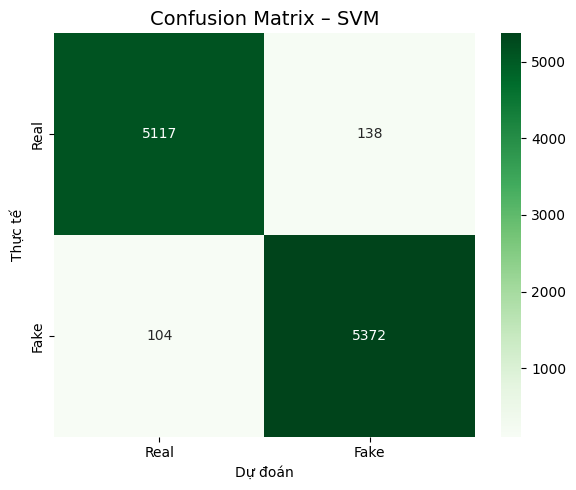 Confusion Matrix – SVM
Thực tế
Real
Fake
5117
138
104
5372
Real
Fake
Dự đoán
5000
4000
3000
2000
1000